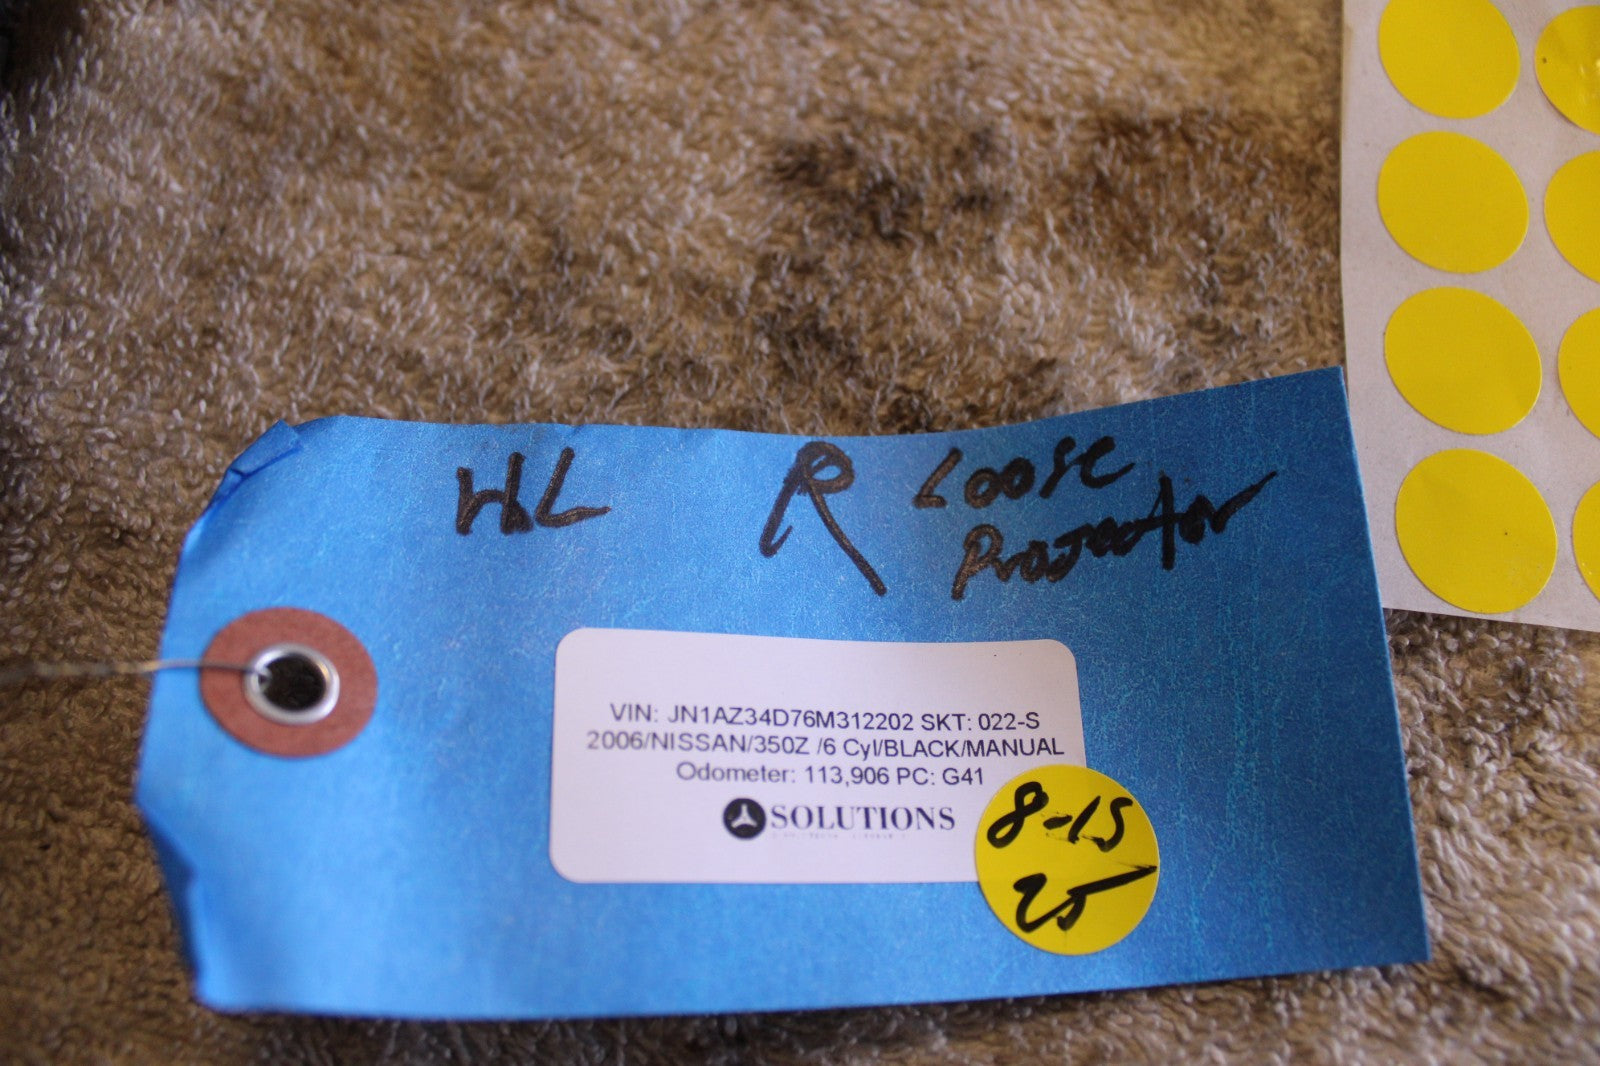 HL R Loose
Projector
VIN: JN1AZ34D76M312202 SKT: 022-S
2006/NISSAN/350Z /6 Cyl/BLACK/MANUAL
Odometer: 113,906 PC: G41
SOLUTIONS
8-15
25